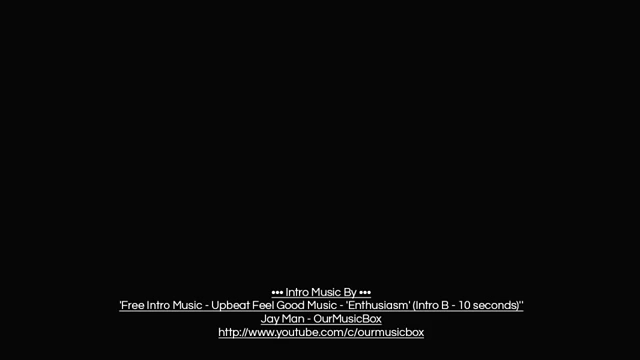 ••• Intro Music By •••
'Free Intro Music - Upbeat Feel Good Music - 'Enthusiasm' (Intro B - 10 seconds)''
Jay Man - OurMusicBox
http://www.youtube.com/c/ourmusicbox